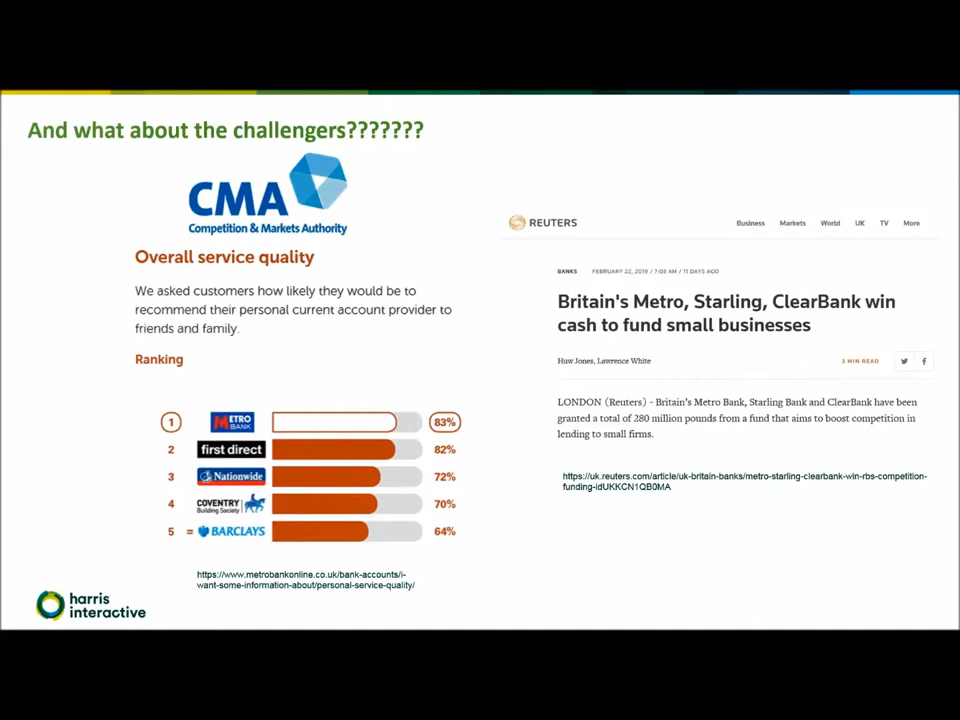 And what about the challengers???????
CMA
Competition & Markets Authority
Overall service quality
We asked customers how likely they would be to
recommend their personal current account provider to
friends and family.
Ranking
1 METRO BANK 83%
2 first direct 82%
3 Nationwide 72%
4 COVENTRY Building Society 70%
5 = BARCLAYS 64%
https://www.metrobankonline.co.uk/bank-accounts/i-
want-some-information-about/personal-service-quality/
harris
interactive
REUTERS Business Markets World UK TV More
BANKS FEBRUARY 22, 2019 / 7:03 AM / 11 DAYS AGO
Britain's Metro, Starling, ClearBank win
cash to fund small businesses
Huw Jones, Lawrence White 3 MIN READ
LONDON (Reuters) - Britain's Metro Bank, Starling Bank and ClearBank have been
granted a total of 280 million pounds from a fund that aims to boost competition in
lending to small firms.
https://uk.reuters.com/article/uk-britain-banks/metro-starling-clearbank-win-rbs-competition-
funding-idUKKCN1QB0MA